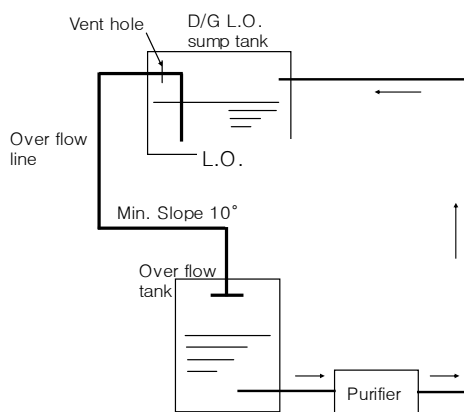 Vent hole
D/G L.O.
sump tank
Over flow
line
L.O.
Min. Slope 10°
Over flow
tank
Purifier